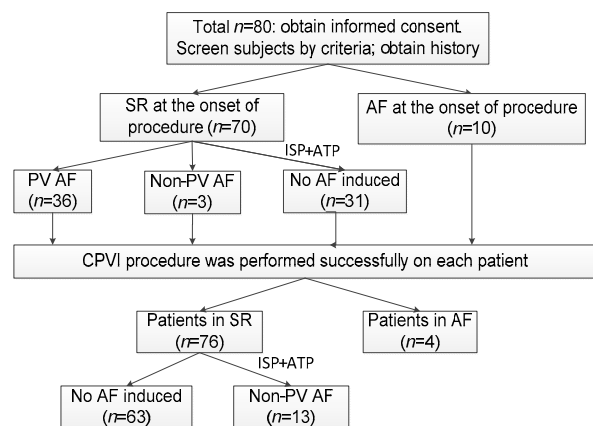 Total n=80: obtain informed consent.
Screen subjects by criteria; obtain history
SR at the onset of
procedure (n=70)
AF at the onset of procedure
(n=10)
ISP+ATP
PV AF
(n=36)
Non-PV AF
(n=3)
No AF induced
(n=31)
CPVI procedure was performed successfully on each patient
Patients in SR
(n=76)
Patients in AF
(n=4)
ISP+ATP
No AF induced
(n=63)
Non-PV AF
(n=13)